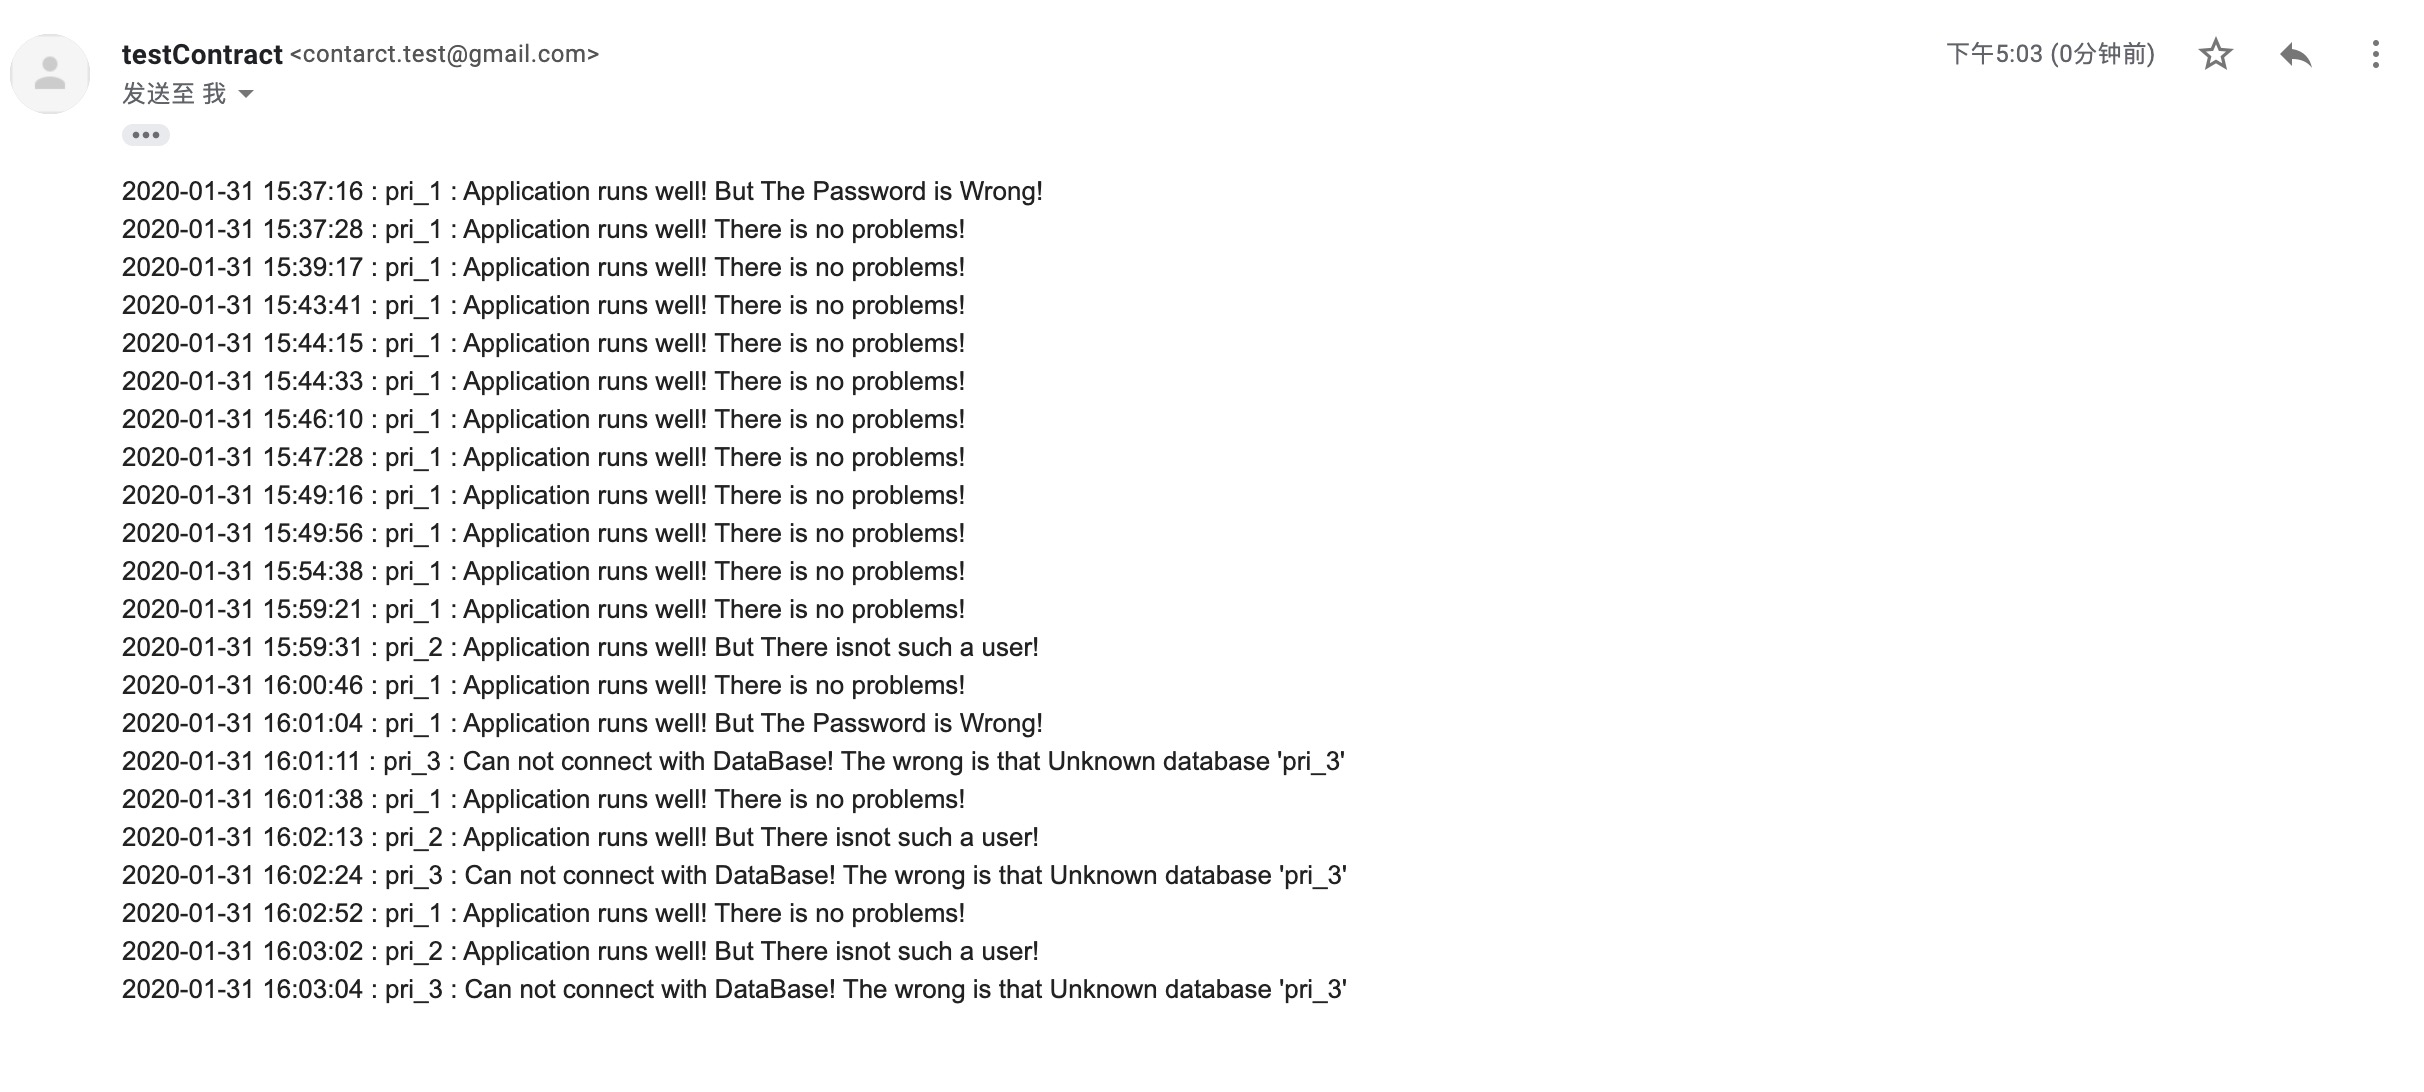 testContract <contarct.test@gmail.com>
下午5:03 (0分钟前)
发送至 我
2020-01-31 15:37:16 : pri_1 : Application runs well! But The Password is Wrong!
2020-01-31 15:37:28 : pri_1 : Application runs well! There is no problems!
2020-01-31 15:39:17 : pri_1 : Application runs well! There is no problems!
2020-01-31 15:43:41 : pri_1 : Application runs well! There is no problems!
2020-01-31 15:44:15 : pri_1 : Application runs well! There is no problems!
2020-01-31 15:44:33 : pri_1 : Application runs well! There is no problems!
2020-01-31 15:46:10 : pri_1 : Application runs well! There is no problems!
2020-01-31 15:47:28 : pri_1 : Application runs well! There is no problems!
2020-01-31 15:49:16 : pri_1 : Application runs well! There is no problems!
2020-01-31 15:49:56 : pri_1 : Application runs well! There is no problems!
2020-01-31 15:54:38 : pri_1 : Application runs well! There is no problems!
2020-01-31 15:59:21 : pri_1 : Application runs well! There is no problems!
2020-01-31 15:59:31 : pri_2 : Application runs well! But There isnot such a user!
2020-01-31 16:00:46 : pri_1 : Application runs well! There is no problems!
2020-01-31 16:01:04 : pri_1 : Application runs well! But The Password is Wrong!
2020-01-31 16:01:11 : pri_3 : Can not connect with DataBase! The wrong is that Unknown database 'pri_3'
2020-01-31 16:01:38 : pri_1 : Application runs well! There is no problems!
2020-01-31 16:02:13 : pri_2 : Application runs well! But There isnot such a user!
2020-01-31 16:02:24 : pri_3 : Can not connect with DataBase! The wrong is that Unknown database 'pri_3'
2020-01-31 16:02:52 : pri_1 : Application runs well! There is no problems!
2020-01-31 16:03:02 : pri_2 : Application runs well! But There isnot such a user!
2020-01-31 16:03:04 : pri_3 : Can not connect with DataBase! The wrong is that Unknown database 'pri_3'